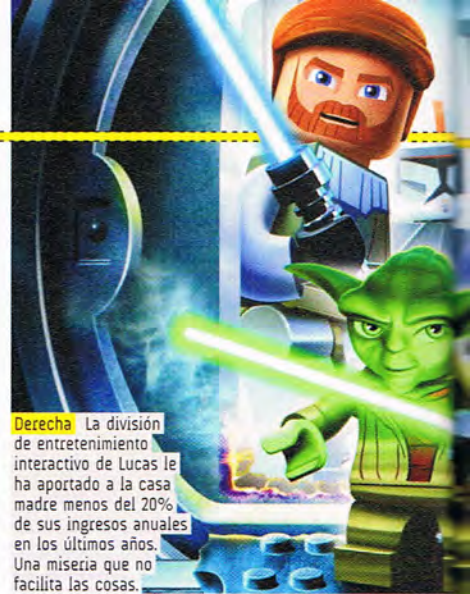 Derecha La división
de entretenimiento
interactivo de Lucas le
ha aportado a la casa
madre menos del 20%
de sus ingresos anuales
en los últimos años.
Una miseria que no
facilita las cosas.